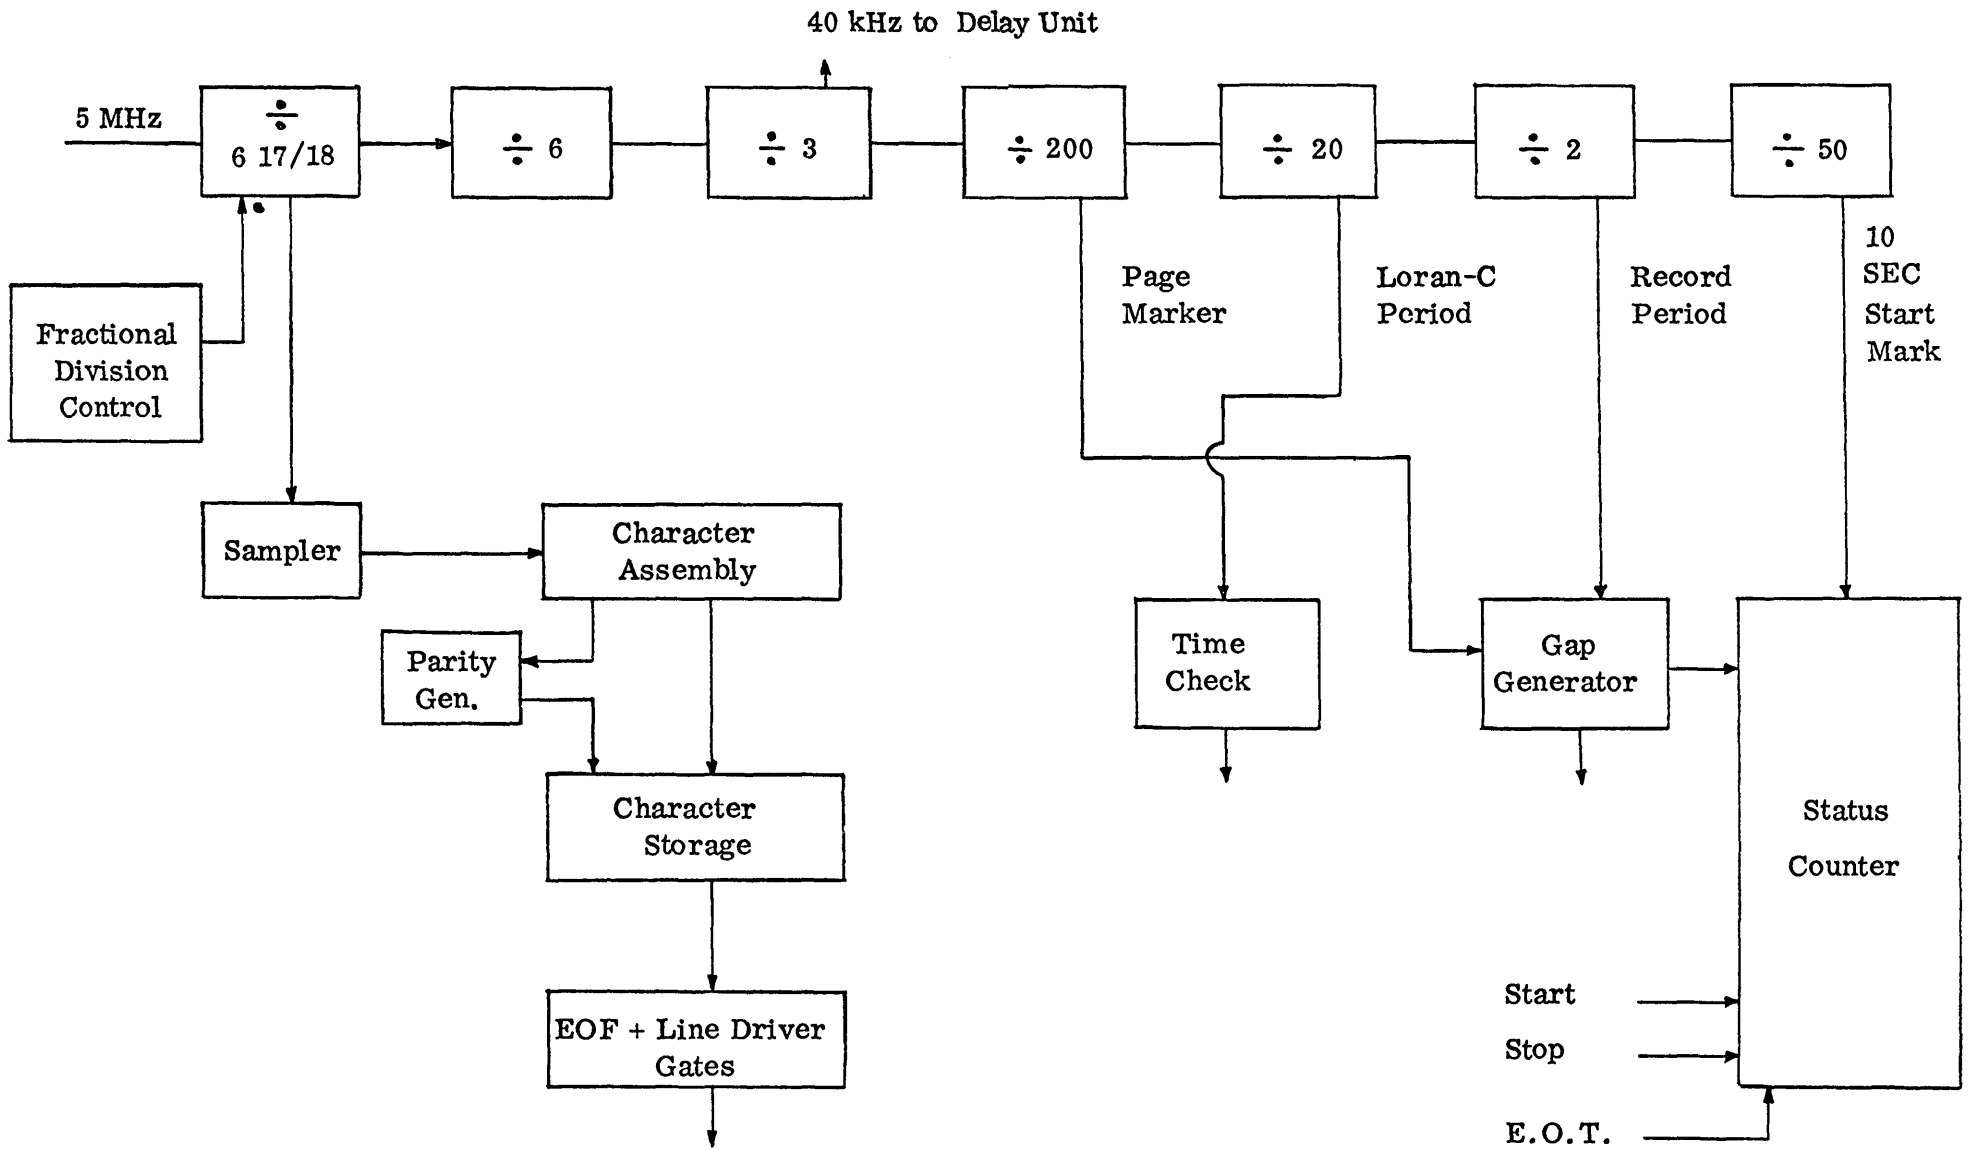 40 kHz to Delay Unit
5 MHz
÷
6 17/18
÷ 6
÷ 3
÷ 200
÷ 20
÷ 2
÷ 50
Page
Marker
Loran-C
Period
Record
Period
10
SEC
Start
Mark
Fractional
Division
Control
Sampler
Character
Assembly
Parity
Gen.
Time
Check
Gap
Generator
Character
Storage
Status
Counter
EOF + Line Driver
Gates
Start
Stop
E.O.T.